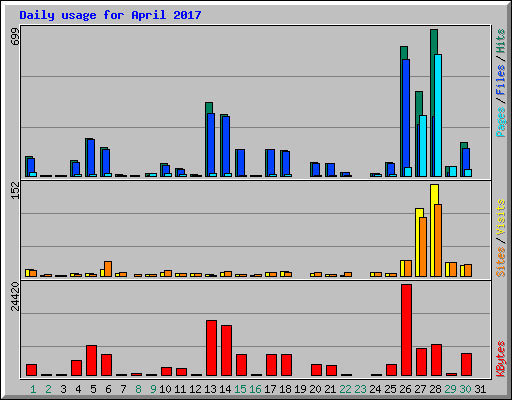 Daily usage for April 2017
699
152
24420
Pages / Files / Hits
Sites / Visits
KBytes
1 2 3 4 5 6 7 8 9 10 11 12 13 14 15 16 17 18 19 20 21 22 23 24 25 26 27 28 29 30 31